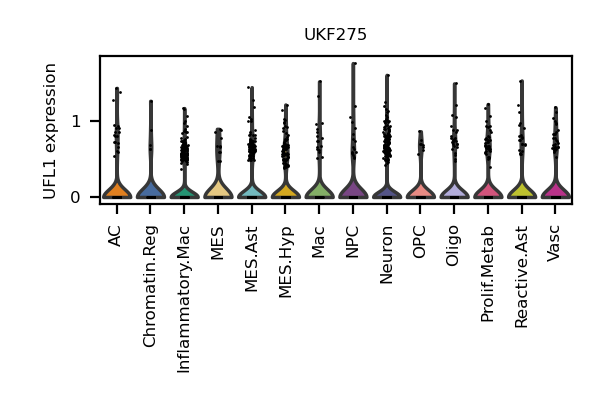 UKF275
UFL1 expression
1
0
AC
Chromatin.Reg
Inflammatory.Mac
MES
MES.Ast
MES.Hyp
Mac
NPC
Neuron
OPC
Oligo
Prolif.Metab
Reactive.Ast
Vasc